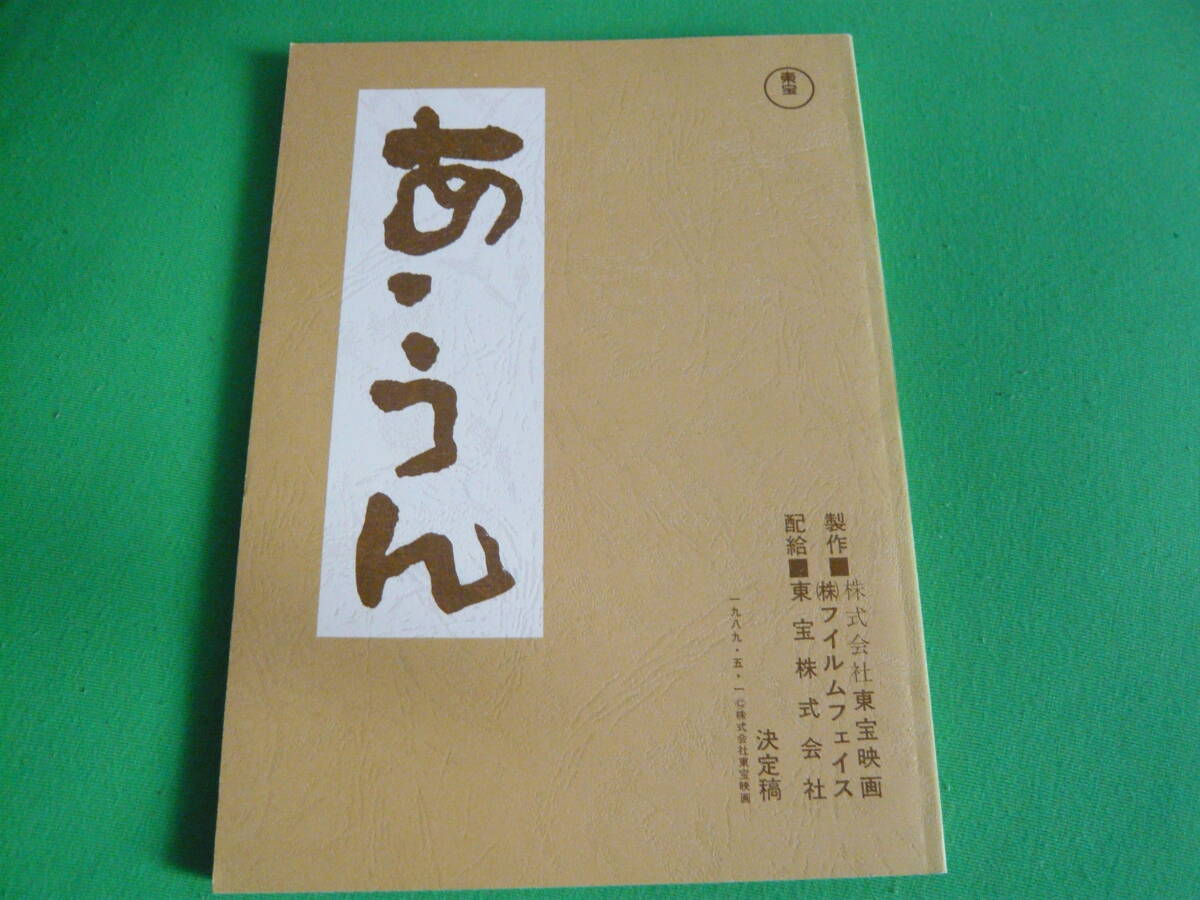 東宝
製作■株式会社東宝映画
㈱フイルムフェイス
配給■東宝株式会社
決定稿
一九八九・五・一©株式会社東宝映画
あ・うん